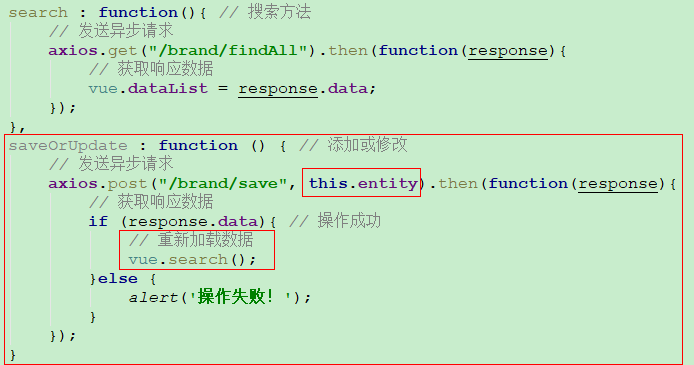 search : function(){ // 搜索方法
// 发送异步请求
axios.get("/brand/findAll").then(function(response){
// 获取响应数据
vue.dataList = response.data;
});
},
saveOrUpdate : function () { // 添加或修改
// 发送异步请求
axios.post("/brand/save", this.entity).then(function(response){
// 获取响应数据
if (response.data){ // 操作成功
// 重新加载数据
vue.search();
}else {
alert('操作失败！');
}
});
}